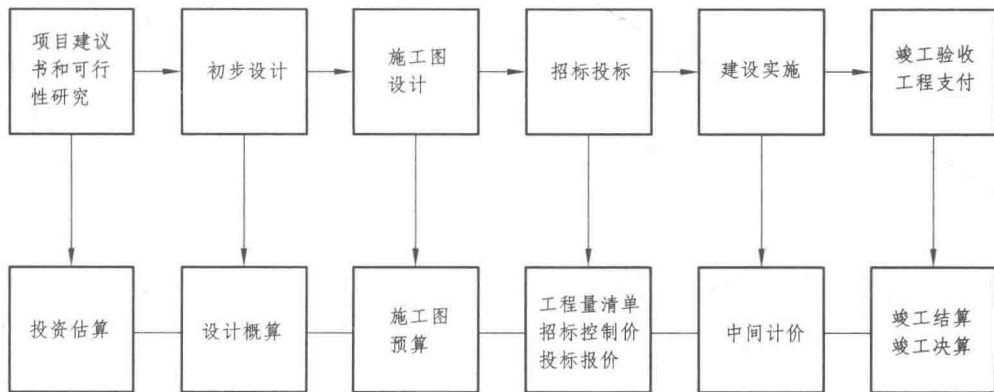 项目建议
书和可行
性研究
初步设计
施工图
设计
招标投标
建设实施
竣工验收
工程支付
投资估算
设计概算
施工图
预算
工程量清单
招标控制价
投标报价
中间计价
竣工结算
竣工决算